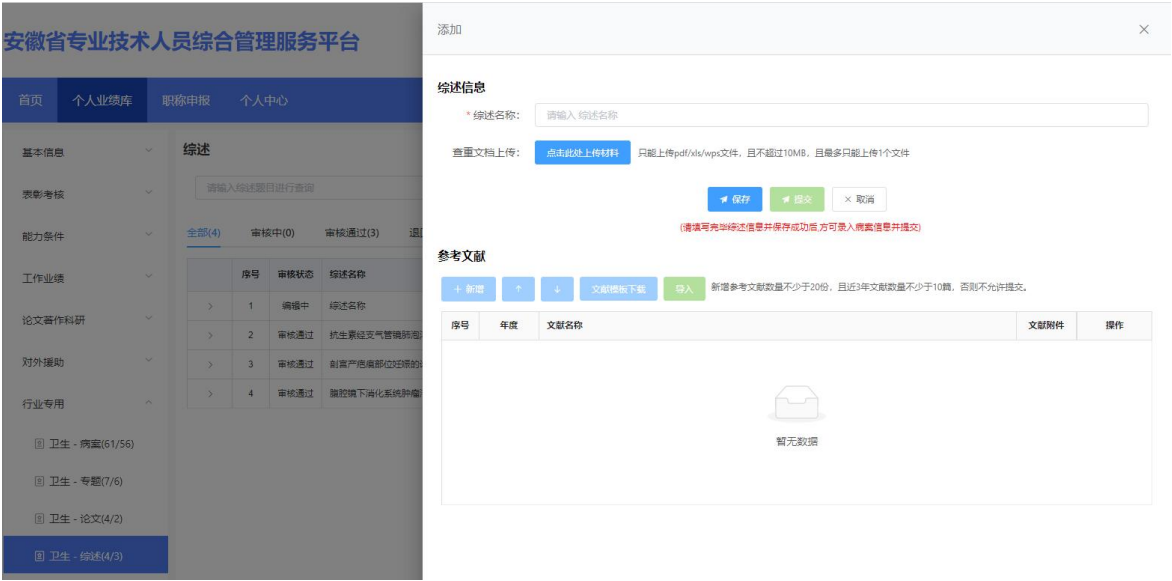 安徽省专业技术人员综合管理服务平台
首页 个人业绩库 职称申报 个人中心
基本信息
表彰考核
能力条件
工作业绩
论文著作科研
对外援助
行业专用
卫生 - 病案(61/56)
卫生 - 专题(7/6)
卫生 - 论文(4/2)
卫生 - 综述(4/3)
综述
请输入综述题目进行查询
全部(4) 审核中(0) 审核通过(3)
序号 审核状态 综述名称
1 编辑中 综述名称
2 审核通过 抗生素经支气管镜肺泡
3 审核通过 剖宫产疤痕部位妊娠的
4 审核通过 腹腔镜下消化系统肿瘤
添加
综述信息
* 综述名称: 请输入 综述名称
查重文档上传: 点击此处上传材料 只能上传pdf/xls/wps文件，且不超过10MB，且最多只能上传1个文件
保存 提交 × 取消
(请填写完毕综述信息并保存成功后,方可录入病案信息并提交)
参考文献
+ 新增 ↑ ↓ 文献模板下载 导入 新增参考文献数量不少于20份，且近3年文献数量不少于10篇，否则不允许提交。
序号 年度 文献名称 文献附件 操作
暂无数据